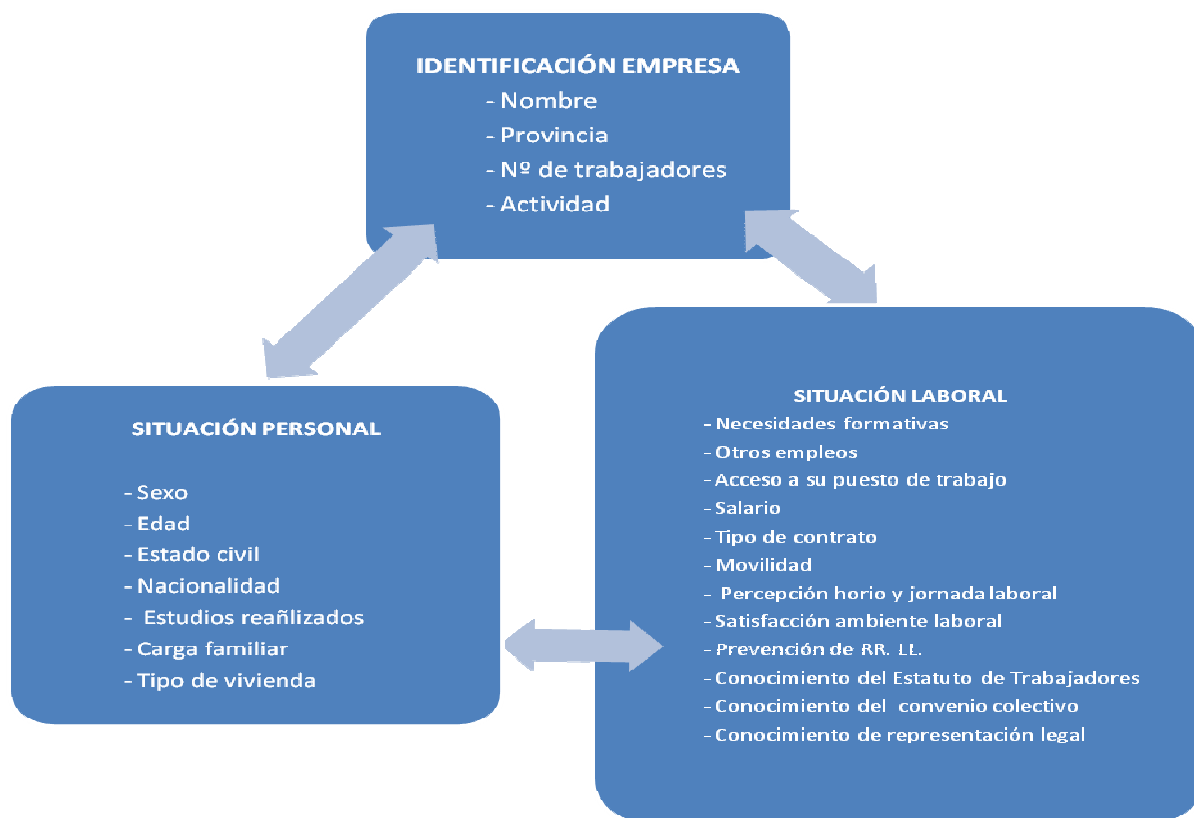 IDENTIFICACIÓN EMPRESA
- Nombre
- Provincia
- Nº de trabajadores
- Actividad
SITUACIÓN PERSONAL
- Sexo
- Edad
- Estado civil
- Nacionalidad
- Estudios reañlizados
- Carga familiar
- Tipo de vivienda
SITUACIÓN LABORAL
- Necesidades formativas
- Otros empleos
- Acceso a su puesto de trabajo
- Salario
- Tipo de contrato
- Movilidad
- Percepción horio y jornada laboral
- Satisfacción ambiente laboral
- Prevención de RR. LL.
- Conocimiento del Estatuto de Trabajadores
- Conocimiento del convenio colectivo
- Conocimiento de representación legal